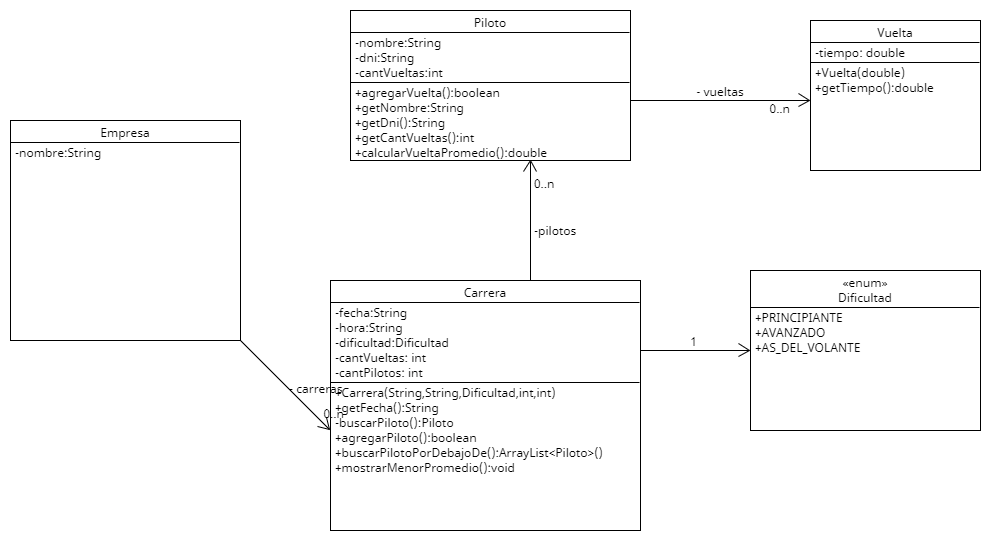 Piloto
-nombre:String
-dni:String
-cantVueltas:int
+agregarVuelta():boolean
+getNombre:String
+getDni():String
+getCantVueltas():int
+calcularVueltaPromedio():double
- vueltas
0..n
Vuelta
-tiempo: double
+Vuelta(double)
+getTiempo():double
Empresa
-nombre:String
0..n
-pilotos
Carrera
-fecha:String
-hora:String
-dificultad:Dificultad
-cantVueltas: int
-cantPilotos: int
+Carrera(String,String,Dificultad,int,int)
+getFecha():String
-buscarPiloto():Piloto
+agregarPiloto():boolean
+buscarPilotoPorDebajoDe():ArrayList<Piloto>()
+mostrarMenorPromedio():void
- carreras
0..n
1
«enum»
Dificultad
+PRINCIPIANTE
+AVANZADO
+AS_DEL_VOLANTE